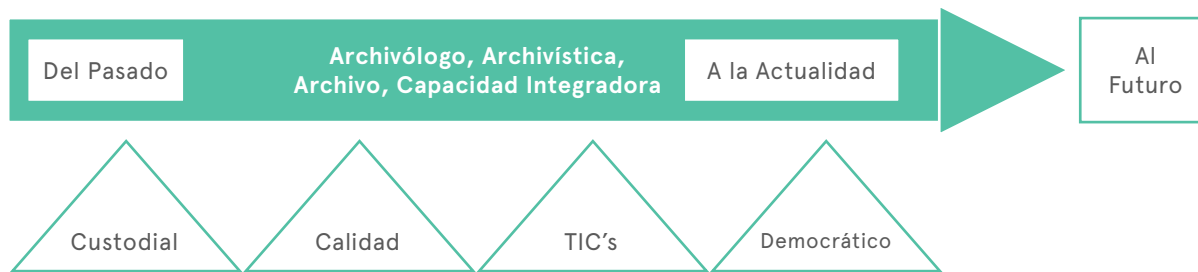 Del Pasado
Archivólogo, Archivística,
Archivo, Capacidad Integradora
A la Actualidad
Al
Futuro
Custodial
Calidad
TIC’s
Democrático